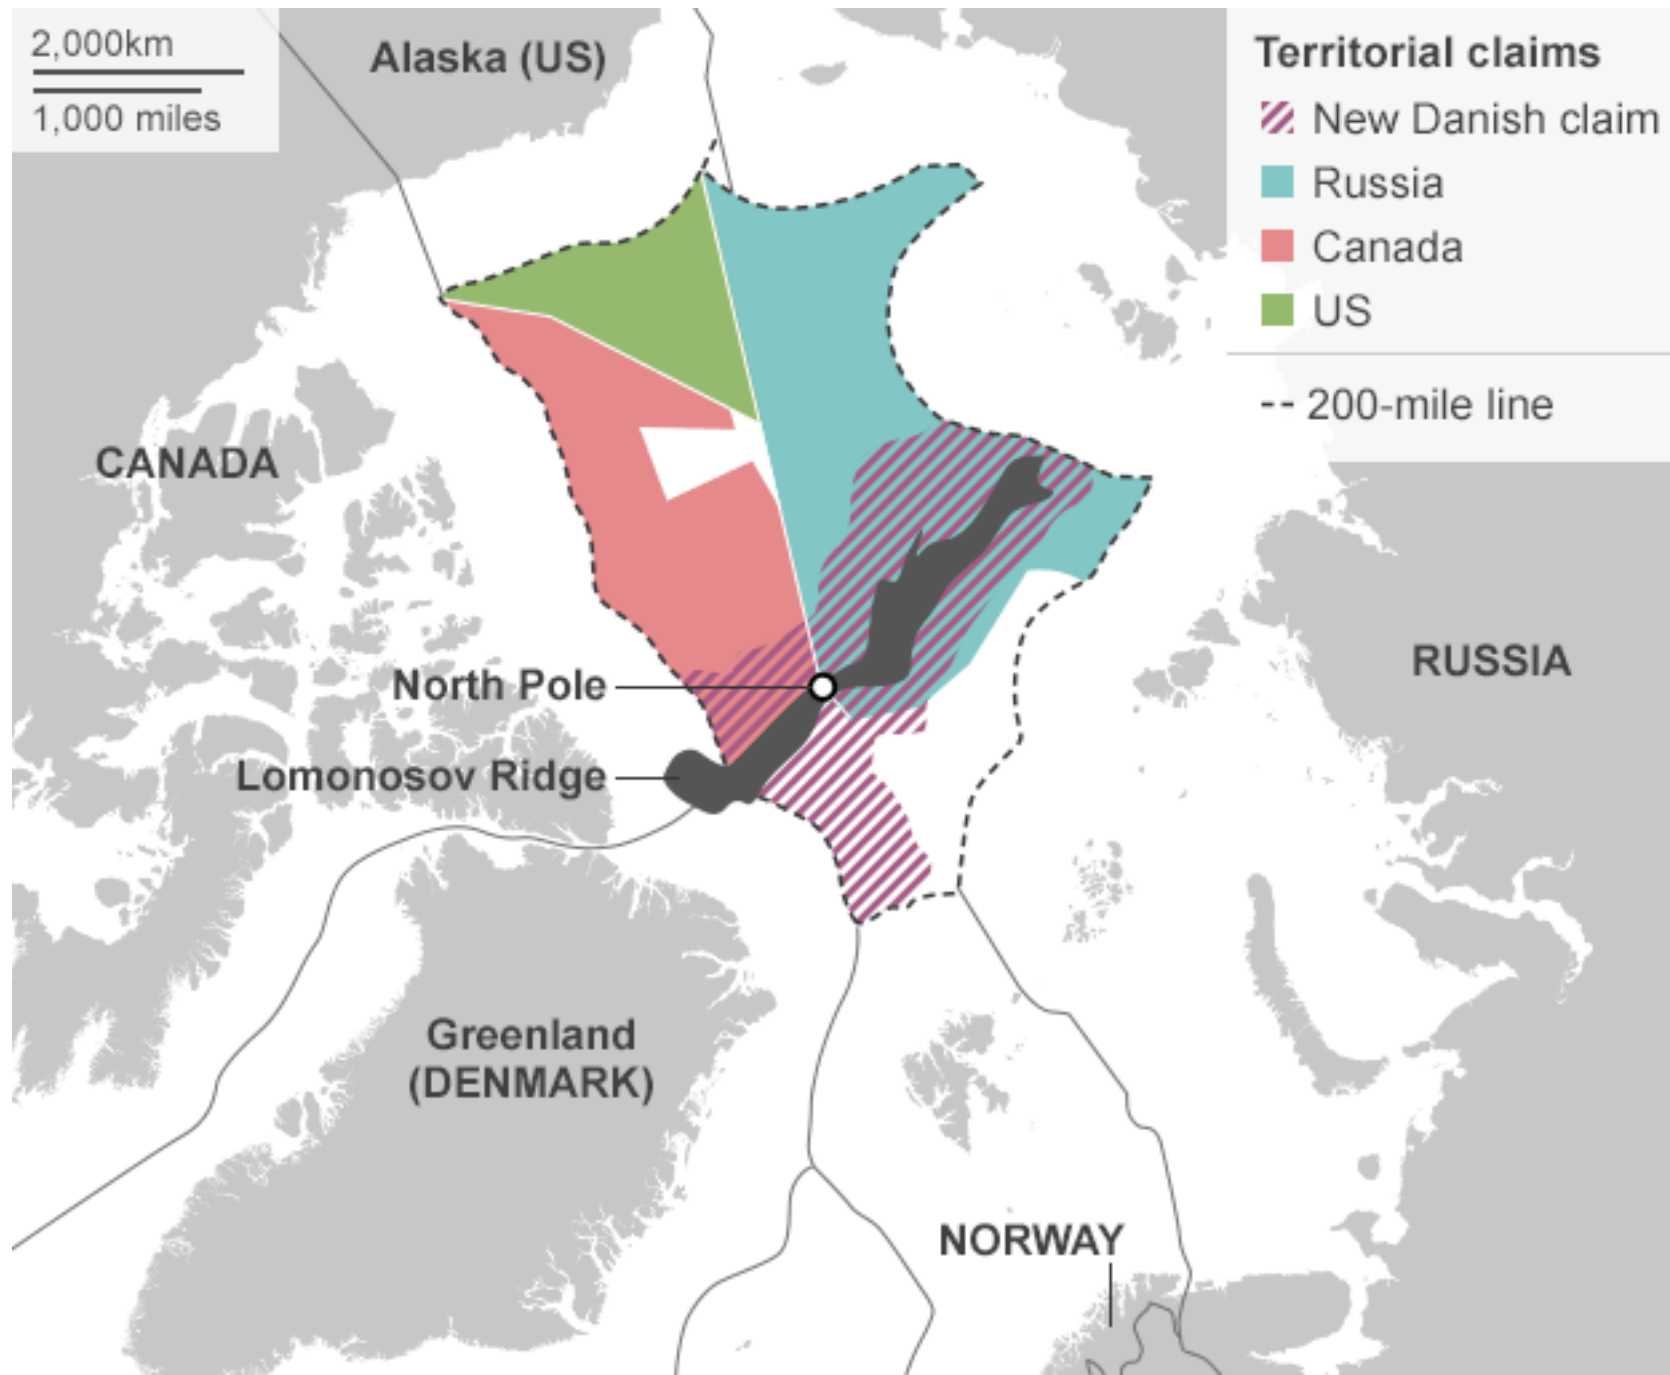 2,000km
1,000 miles
Alaska (US)
Territorial claims
New Danish claim
Russia
Canada
US
200-mile line
CANADA
RUSSIA
North Pole
Lomonosov Ridge
Greenland
(DENMARK)
NORWAY